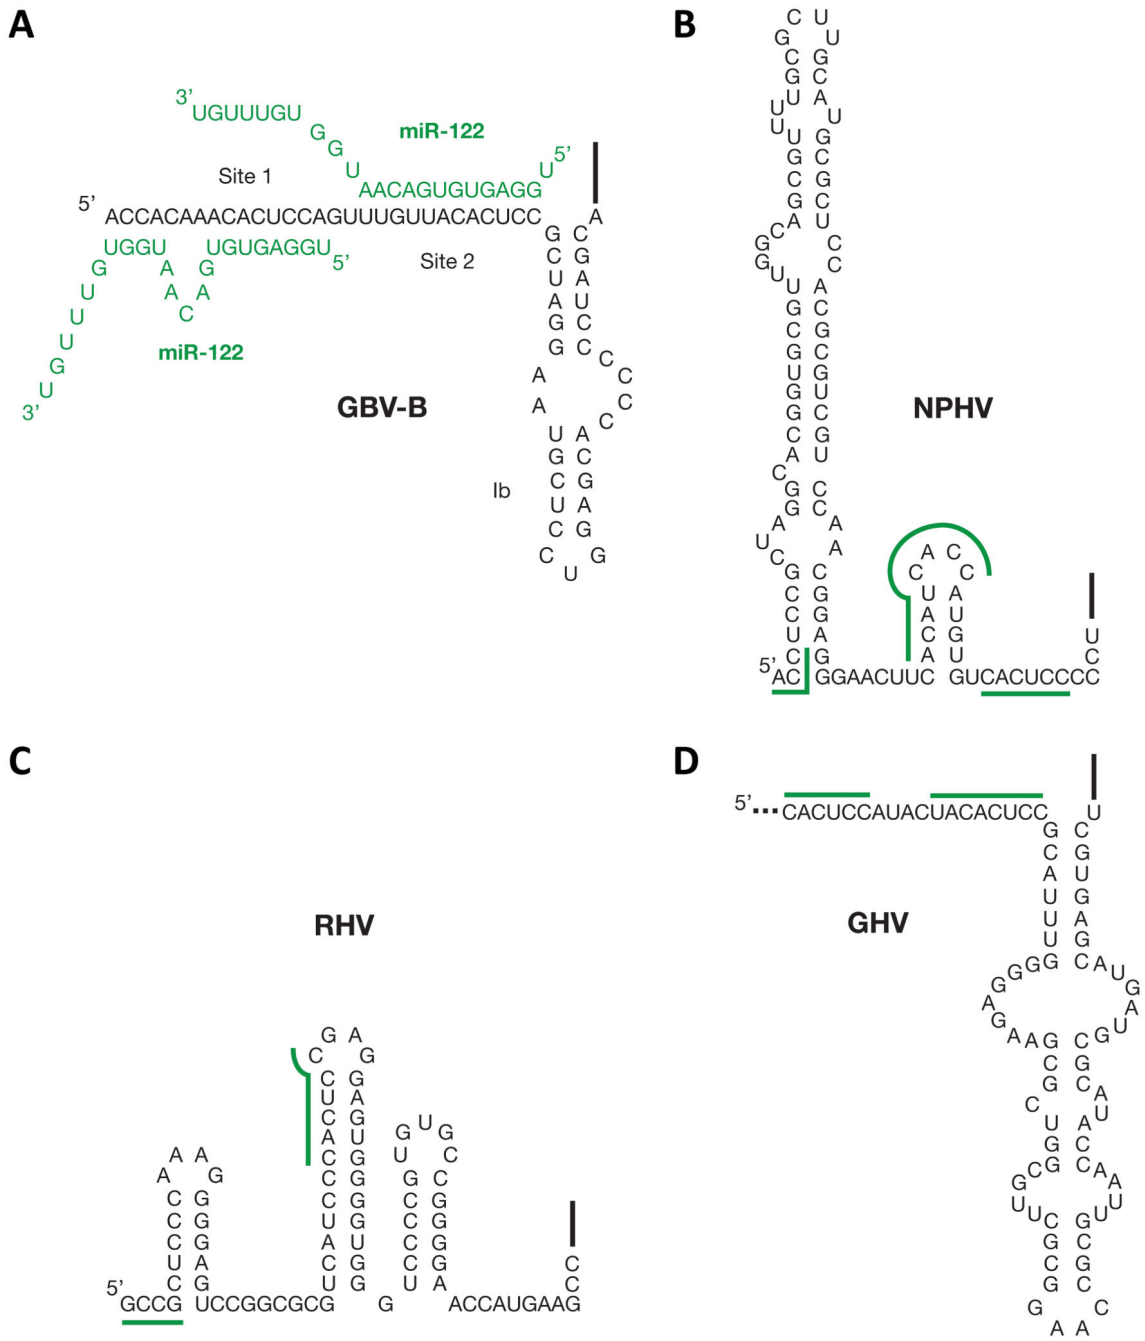 A
3’
UGUUUGU
G
G
U
AACAGUGUGAGG
U
5’
miR-122
Site 1
5’
ACCACAAACACUCCAGUUUGUUACACUCC
UGGU
UGUGAGGU
5’
Site 2
G
U
U
U
U
G
U
3’
A
A
C
A
G
miR-122
GBV-B
G
C
U
A
G
G
A
A
U
G
C
U
C
C
U
G
G
A
G
C
A
C
C
C
C
C
C
U
A
G
C
A
Ib
B
NPHV
5’
AC
C
U
C
C
G
C
U
A
G
G
C
A
C
G
G
U
G
C
G
U
U
G
G
C
A
G
C
G
U
U
U
U
G
C
G
C
U
U
G
C
A
U
G
C
G
C
U
C
C
A
C
G
C
G
U
C
G
U
C
C
A
A
C
G
G
A
G
GGAACUUC
A
C
A
U
C
A
C
C
A
U
G
U
GUCACUCCCC
C
U
C
RHV
5’
GCCG
C
U
C
C
C
A
A
A
G
G
G
G
A
G
UCCGGCGCG
U
C
A
U
C
C
C
A
C
U
C
C
G
A
G
G
A
G
U
G
G
G
G
U
G
G
G
U
C
C
C
C
G
U
G
U
G
C
C
G
G
G
G
A
ACCAUGAAG
C
C
D
GHV
5’
...CACUCCAUACUACACUCC
G
C
A
U
U
U
G
G
G
G
A
G
A
A
G
C
G
C
U
G
G
C
G
U
U
C
G
C
G
G
A
A
C
C
G
C
G
U
U
A
A
C
C
A
U
A
C
G
C
G
U
A
G
U
A
C
G
A
G
U
G
C
U